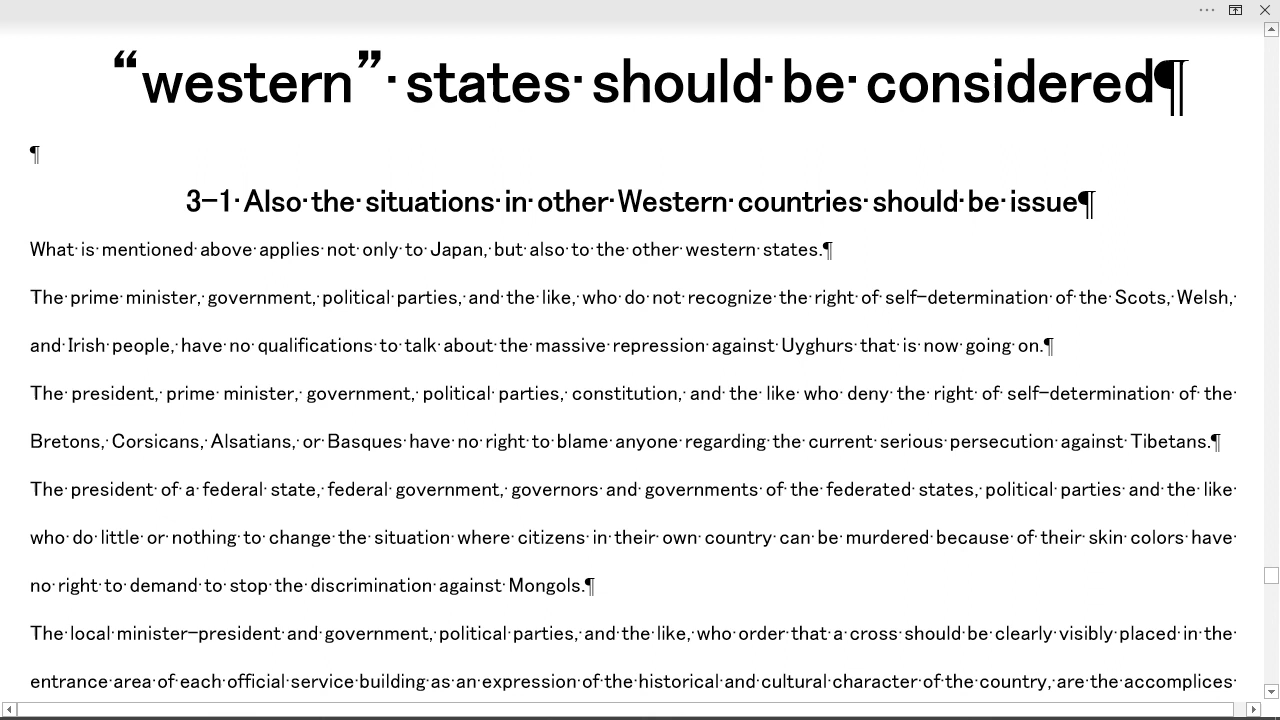 “western” states should be considered¶
¶
3-1 Also the situations in other Western countries should be issue¶
What is mentioned above applies not only to Japan, but also to the other western states.¶
The prime minister, government, political parties, and the like, who do not recognize the right of self-determination of the Scots, Welsh,
and Irish people, have no qualifications to talk about the massive repression against Uyghurs that is now going on.¶
The president, prime minister, government, political parties, constitution, and the like who deny the right of self-determination of the
Bretons, Corsicans, Alsatians, or Basques have no right to blame anyone regarding the current serious persecution against Tibetans.¶
The president of a federal state, federal government, governors and governments of the federated states, political parties and the like
who do little or nothing to change the situation where citizens in their own country can be murdered because of their skin colors have
no right to demand to stop the discrimination against Mongols.¶
The local minister-president and government, political parties, and the like, who order that a cross should be clearly visibly placed in the
entrance area of each official service building as an expression of the historical and cultural character of the country, are the accomplices